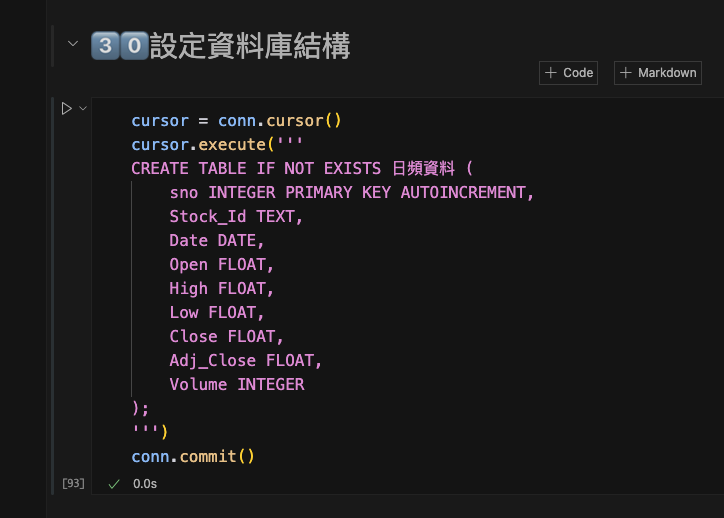 3️⃣0️⃣設定資料庫結構
+ Code + Markdown
cursor = conn.cursor()
cursor.execute('''
CREATE TABLE IF NOT EXISTS 日頻資料 (
    sno INTEGER PRIMARY KEY AUTOINCREMENT,
    Stock_Id TEXT,
    Date DATE,
    Open FLOAT,
    High FLOAT,
    Low FLOAT,
    Close FLOAT,
    Adj_Close FLOAT,
    Volume INTEGER
);
''')
conn.commit()
[93] ✓ 0.0s